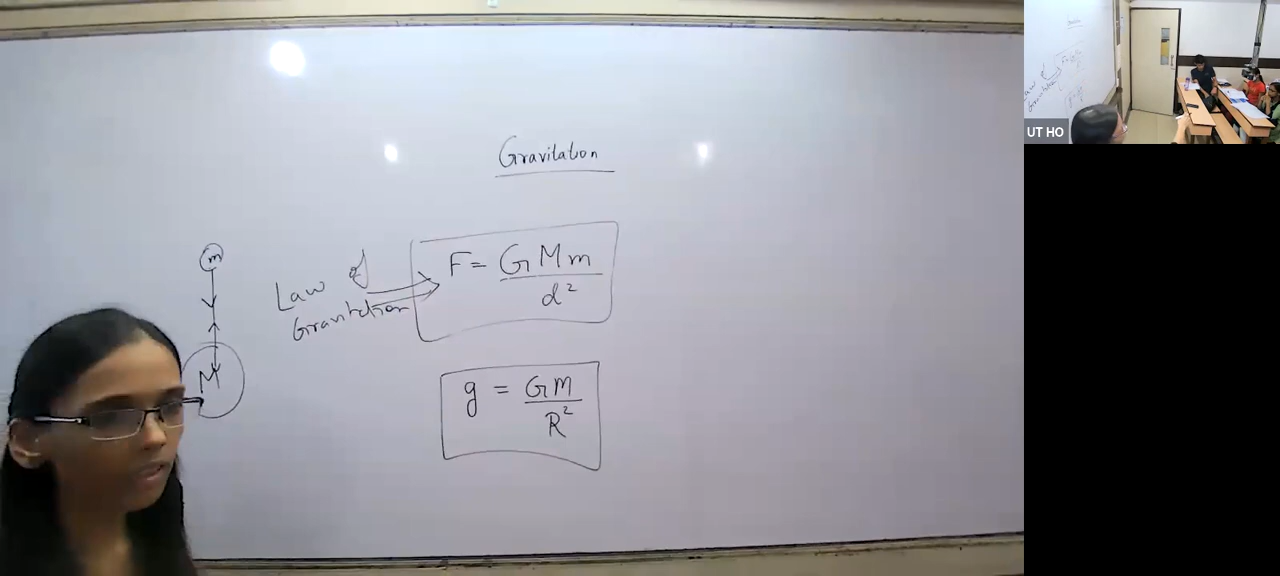 Gravitation
m
Law of
Gravitation
F = GMm/d²
M
g = GM/R²
UT HO